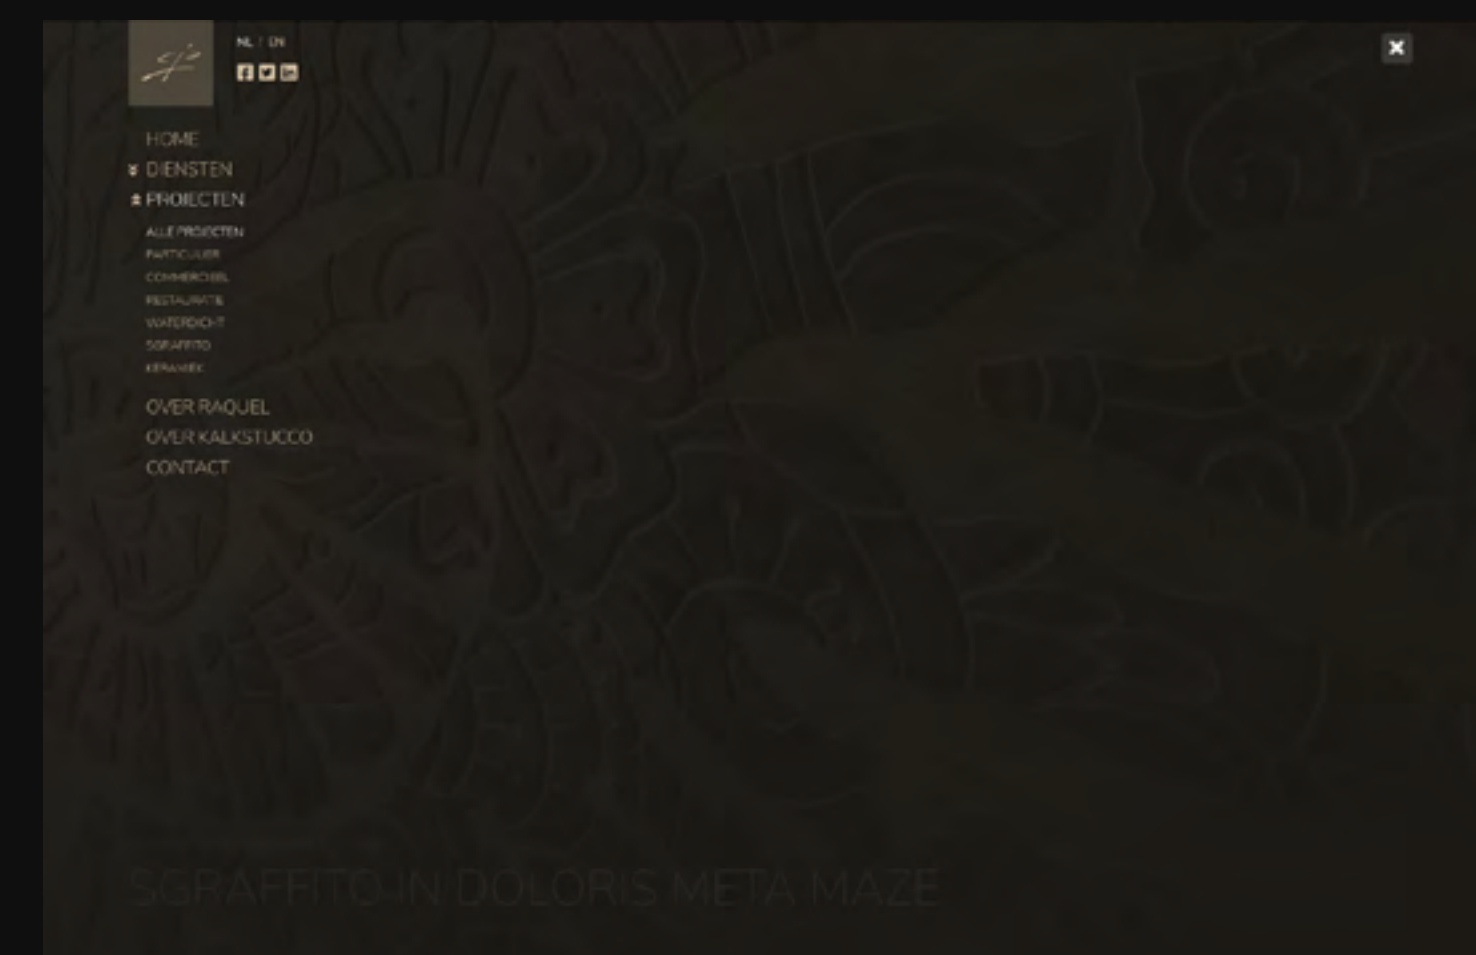 NL / EN
HOME
DIENSTEN
PROJECTEN
ALLE PROJECTEN
PARTICULIER
COMMERCIEEL
RESTAURATIE
WATERDICHT
SGRAFFITO
KERAMIEK
OVER RAQUEL
OVER KALKSTUCCO
CONTACT
SGRAFFITO IN DOLORIS META MAZE